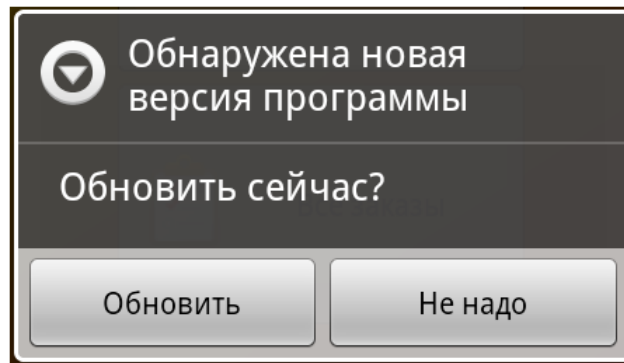 Обнаружена новая
версия программы
Обновить сейчас?
Обновить
Не надо